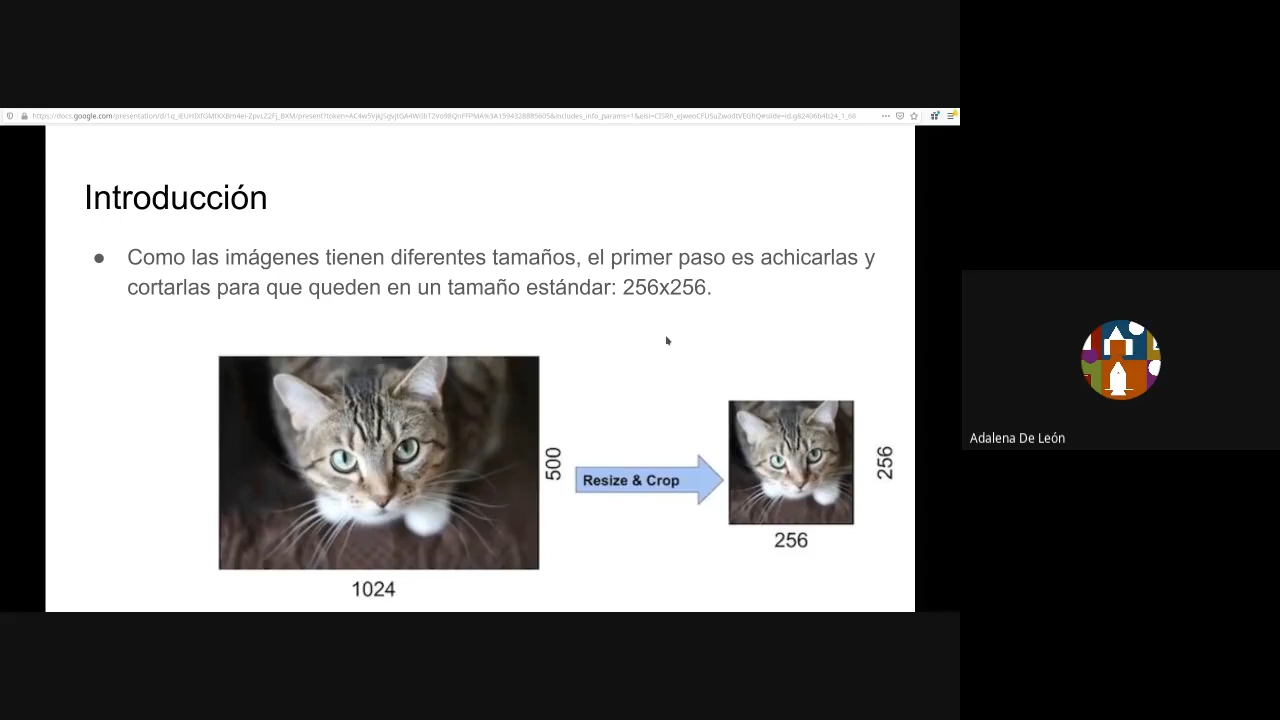 Introducción
● Como las imágenes tienen diferentes tamaños, el primer paso es achicarlas y
cortarlas para que queden en un tamaño estándar: 256x256.
500
Resize & Crop
256
256
1024
Adalena De León